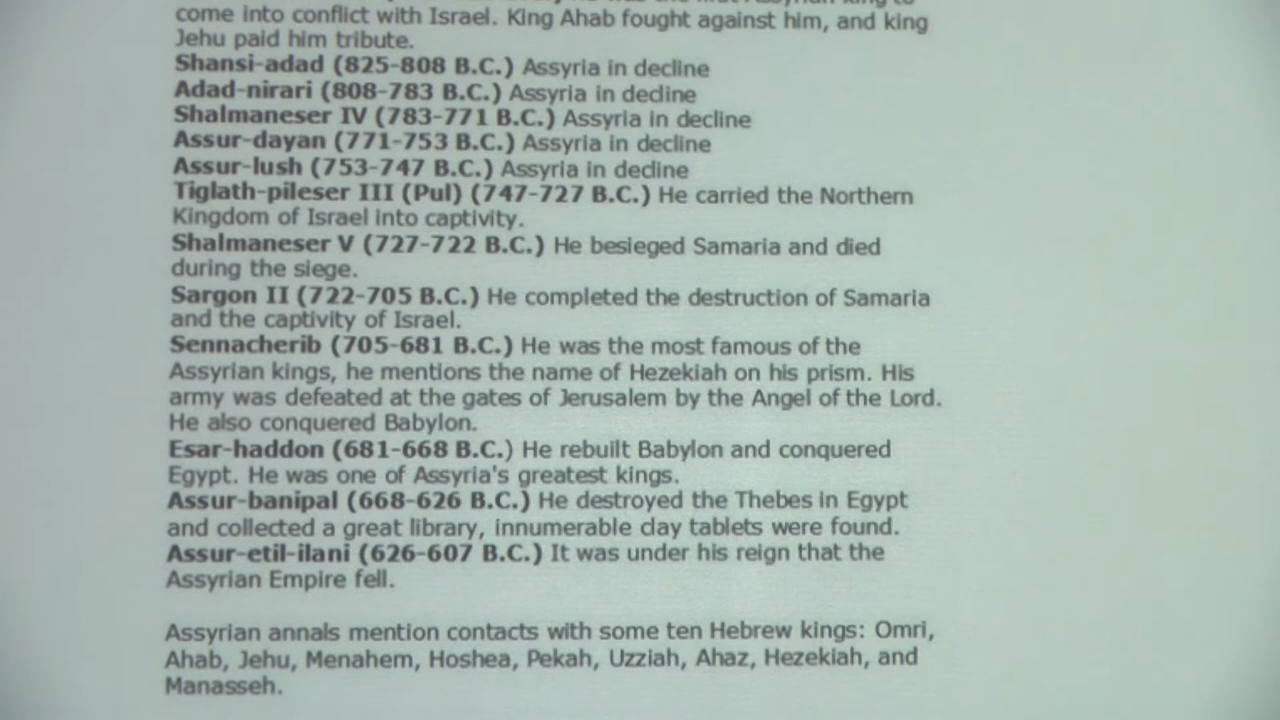 come into conflict with Israel. King Ahab fought against him, and king
Jehu paid him tribute.
Shansi-adad (825-808 B.C.) Assyria in decline
Adad-nirari (808-783 B.C.) Assyria in decline
Shalmaneser IV (783-771 B.C.) Assyria in decline
Assur-dayan (771-753 B.C.) Assyria in decline
Assur-lush (753-747 B.C.) Assyria in decline
Tiglath-pileser III (Pul) (747-727 B.C.) He carried the Northern
Kingdom of Israel into captivity.
Shalmaneser V (727-722 B.C.) He besieged Samaria and died
during the siege.
Sargon II (722-705 B.C.) He completed the destruction of Samaria
and the captivity of Israel.
Sennacherib (705-681 B.C.) He was the most famous of the
Assyrian kings, he mentions the name of Hezekiah on his prism. His
army was defeated at the gates of Jerusalem by the Angel of the Lord.
He also conquered Babylon.
Esar-haddon (681-668 B.C.) He rebuilt Babylon and conquered
Egypt. He was one of Assyria's greatest kings.
Assur-banipal (668-626 B.C.) He destroyed the Thebes in Egypt
and collected a great library, innumerable clay tablets were found.
Assur-etil-ilani (626-607 B.C.) It was under his reign that the
Assyrian Empire fell.
Assyrian annals mention contacts with some ten Hebrew kings: Omri,
Ahab, Jehu, Menahem, Hoshea, Pekah, Uzziah, Ahaz, Hezekiah, and
Manasseh.